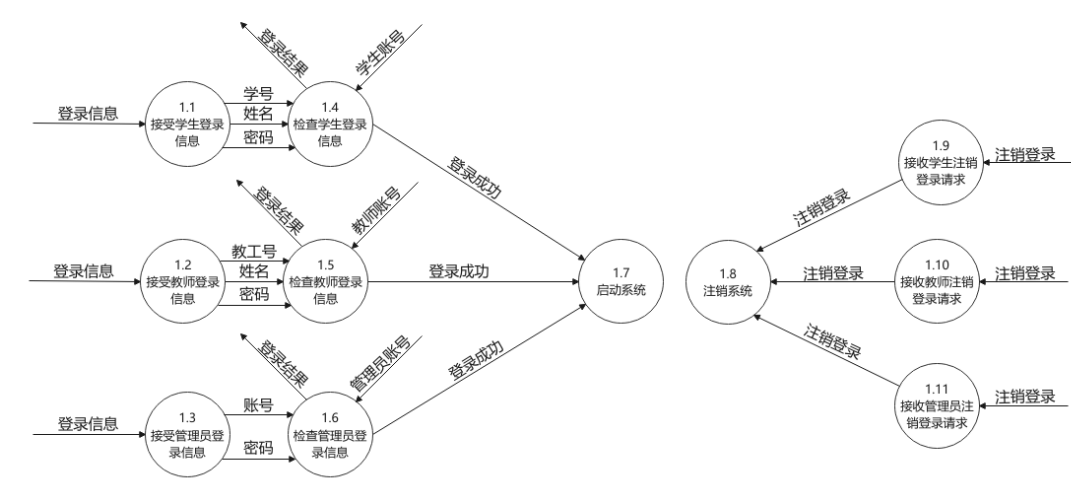 登录结果
学生账号
登录信息
1.1
接受学生登录
信息
学号
姓名
密码
1.4
检查学生登录
信息
登录成功
登录结果
教师账号
登录信息
1.2
接受教师登录
信息
教工号
姓名
密码
1.5
检查教师登录
信息
登录成功
登录结果
管理员账号
登录信息
1.3
接受管理员登
录信息
账号
密码
1.6
检查管理员登
录信息
登录成功
1.7
启动系统
1.8
注销系统
注销登录
1.9
接收学生注销
登录请求
注销登录
注销登录
1.10
接收教师注销
登录请求
注销登录
注销登录
1.11
接收管理员注
销登录请求
注销登录